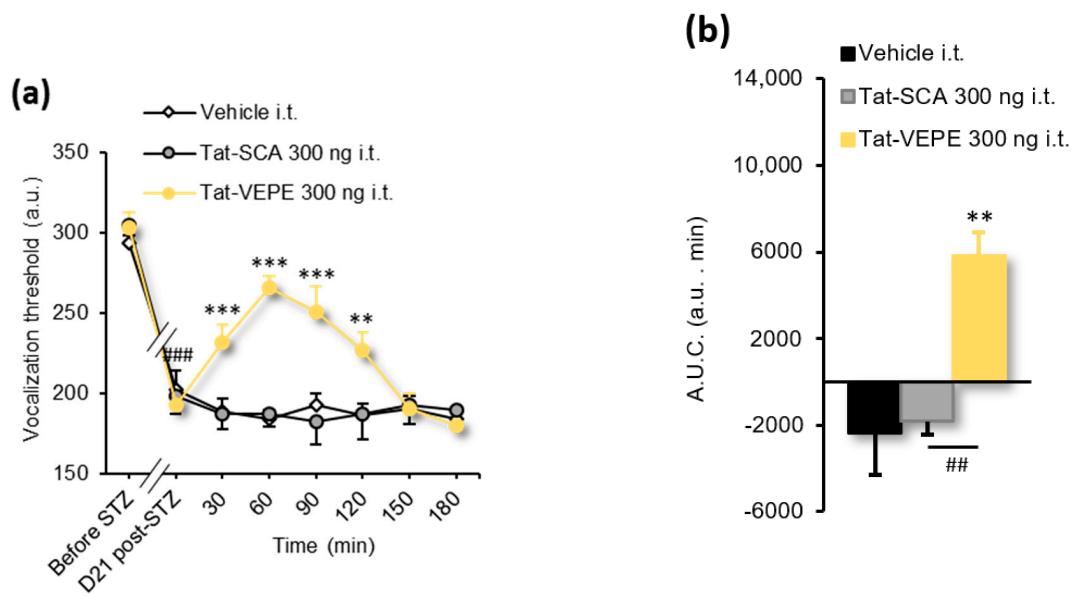 (a)
Vehicle i.t.
Tat-SCA 300 ng i.t.
Tat-VEPE 300 ng i.t.
Vocalization threshold (a.u.)
350
300
250
200
150
###
***
***
***
**
Before STZ
D21 post-STZ
30
60
90
120
150
180
Time (min)
(b)
Vehicle i.t.
Tat-SCA 300 ng i.t.
Tat-VEPE 300 ng i.t.
A.U.C. (a.u. . min)
14,000
10,000
6000
2000
-2000
-6000
**
##